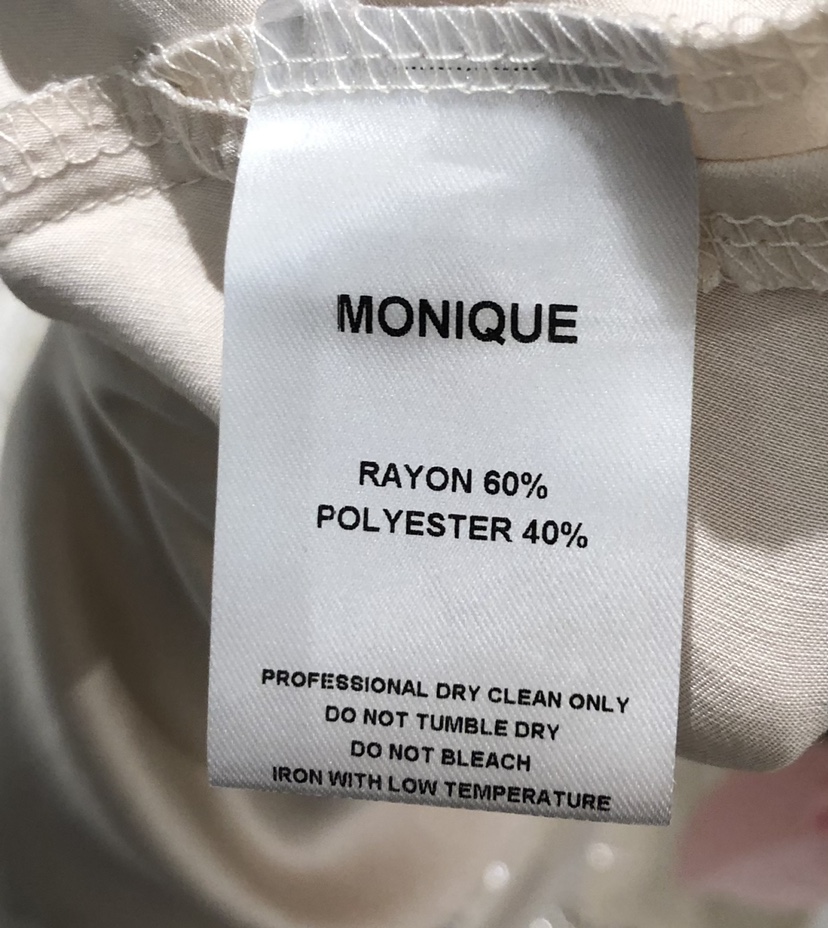 MONIQUE
RAYON 60%
POLYESTER 40%
PROFESSIONAL DRY CLEAN ONLY
DO NOT TUMBLE DRY
DO NOT BLEACH
IRON WITH LOW TEMPERATURE